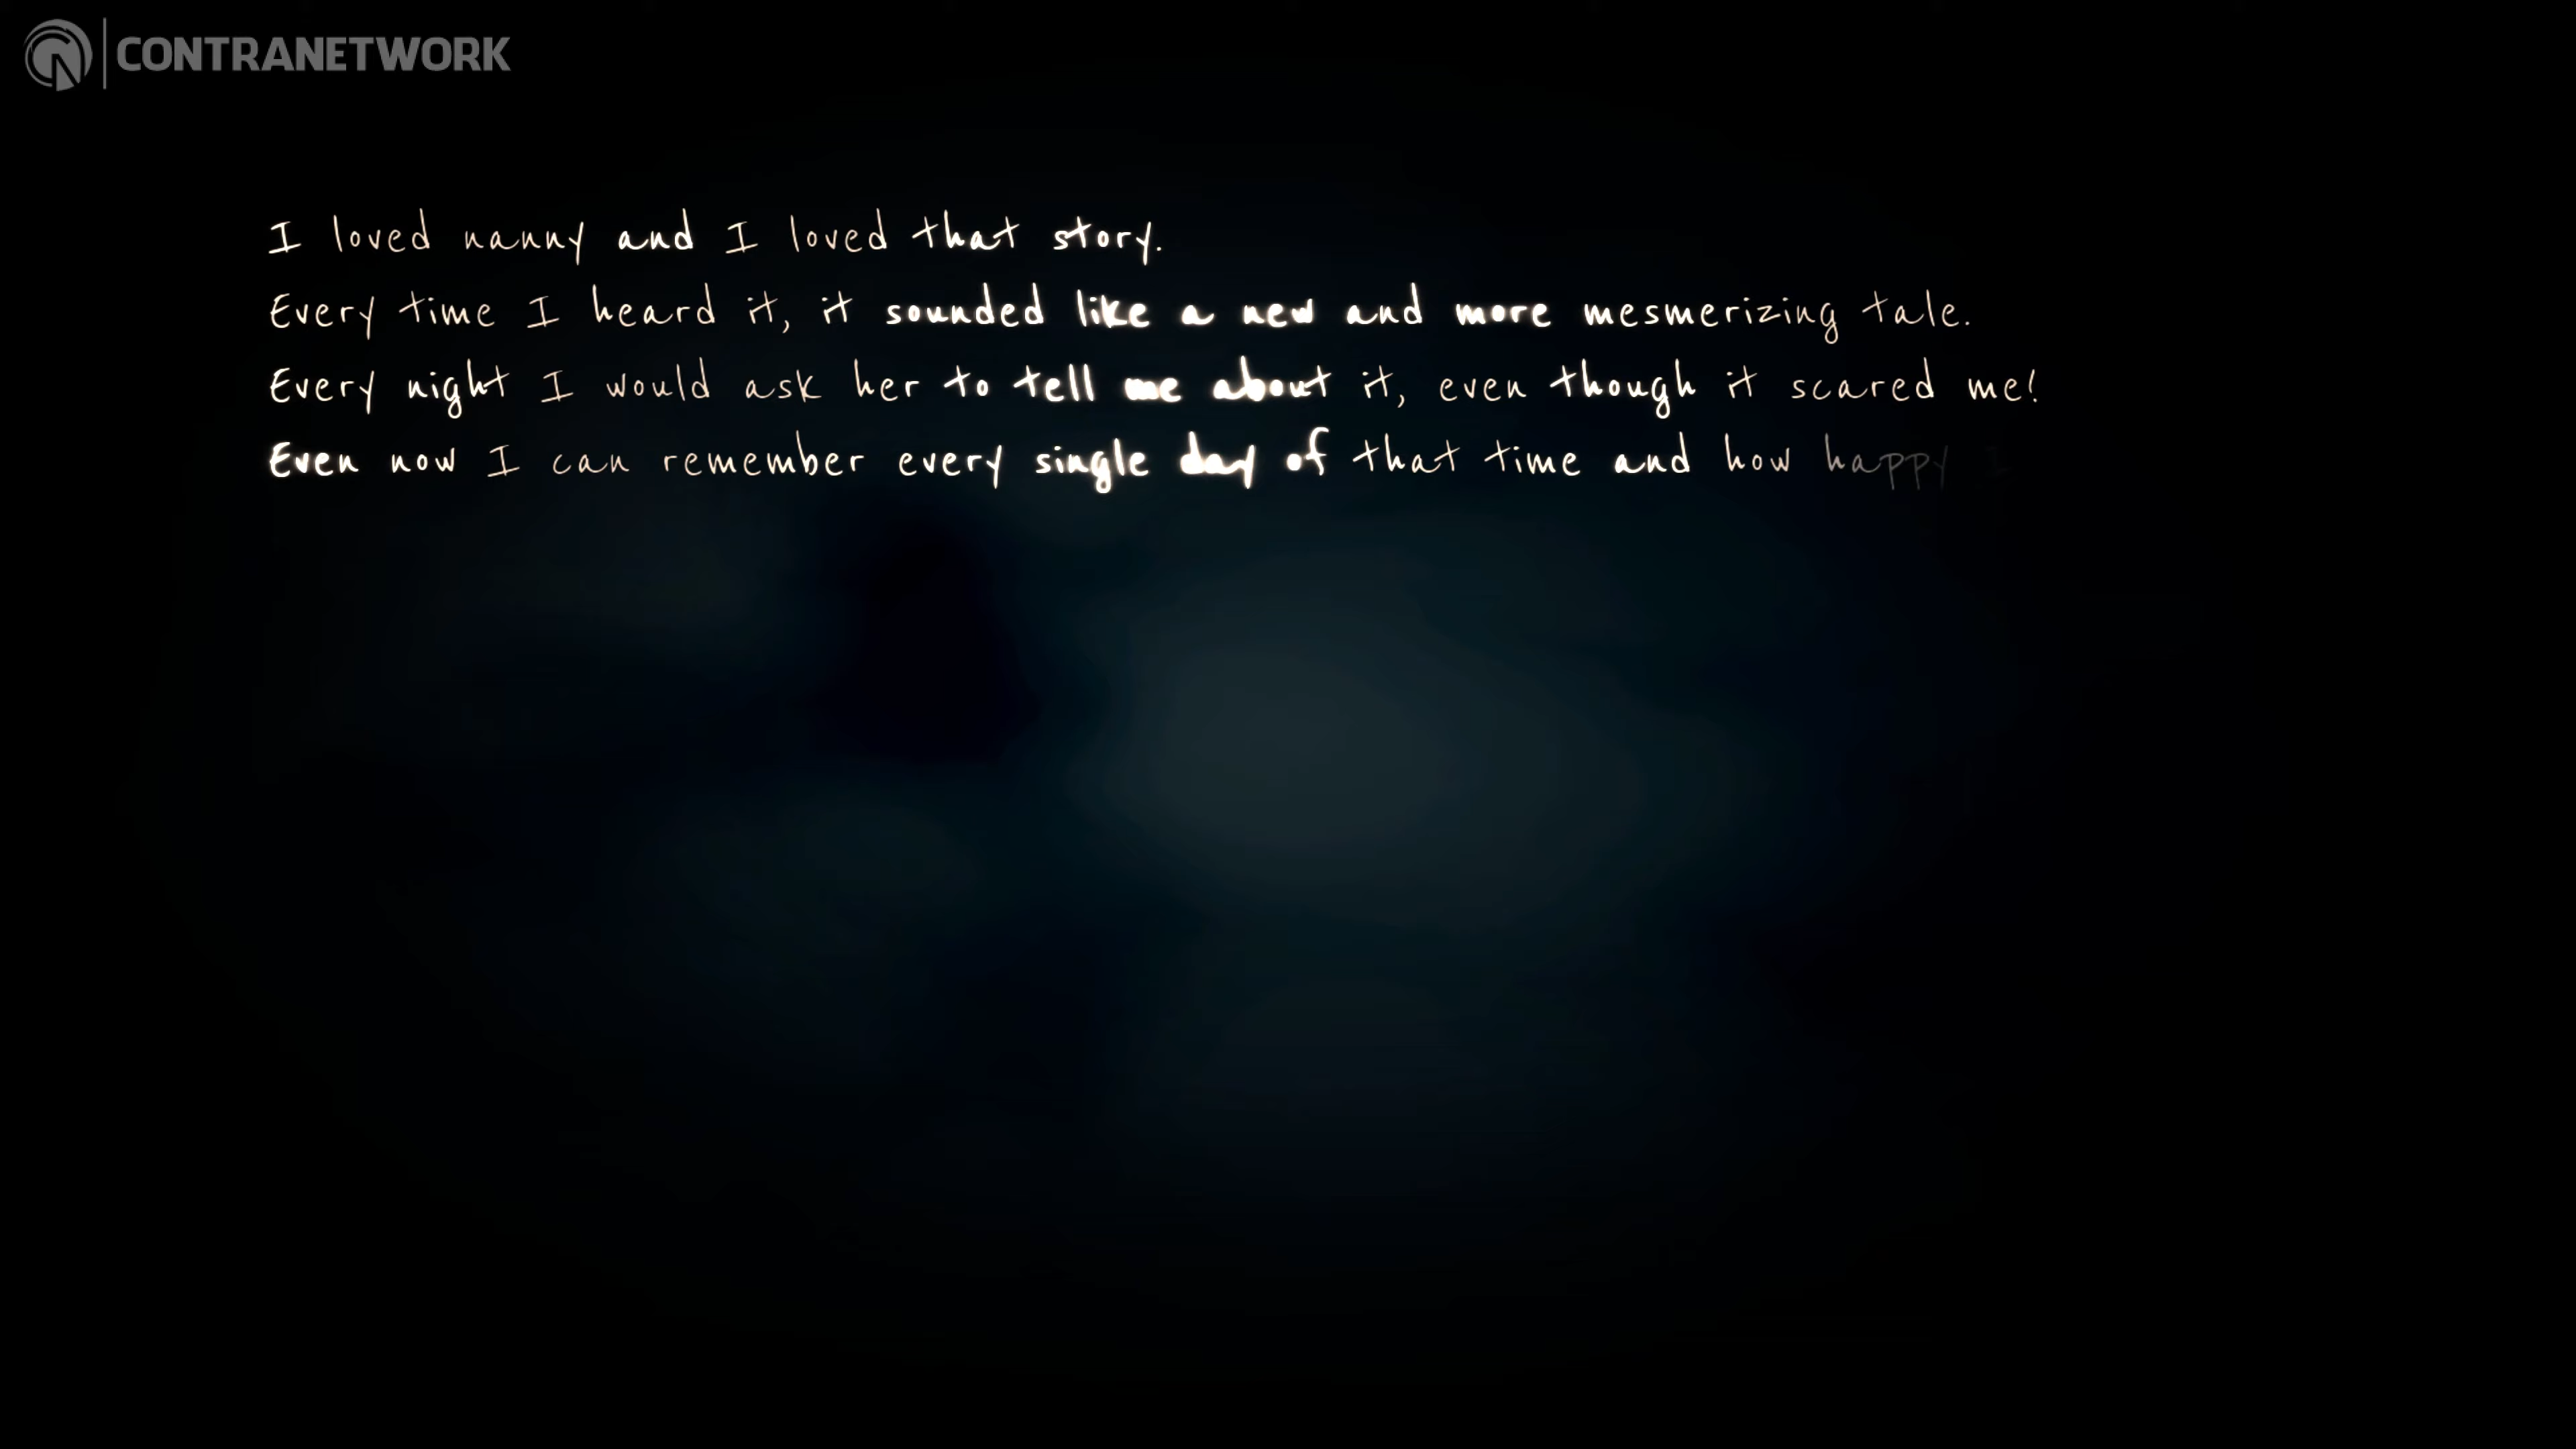 CONTRANETWORK
I loved nanny and I loved that story.
Every time I heard it, it sounded like a new and more mesmerizing tale.
Every night I would ask her to tell me about it, even though it scared me!
Even now I can remember every single day of that time and how happy I